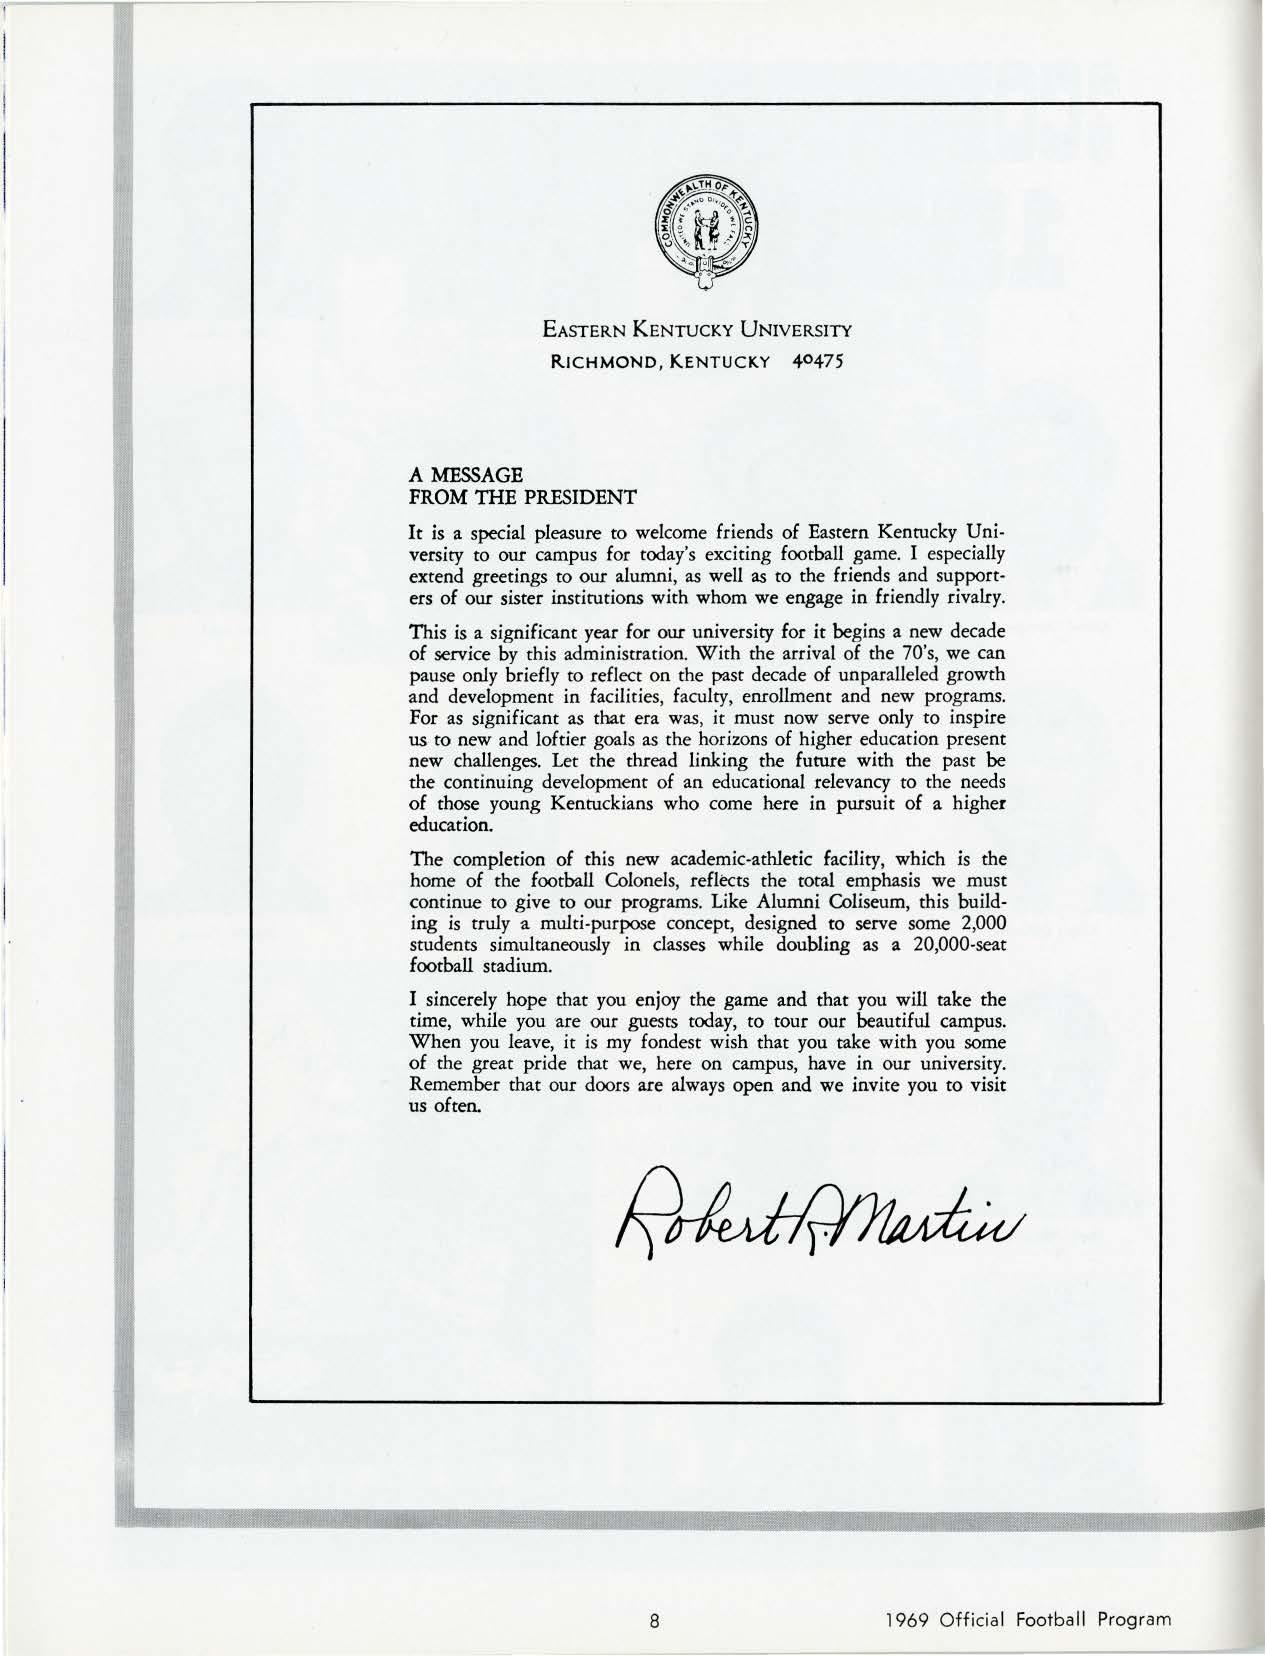 COMMONWEALTH OF KENTUCKY
UNITED WE STAND DIVIDED WE FALL
EASTERN KENTUCKY UNIVERSITY
RICHMOND, KENTUCKY 40475
A MESSAGE
FROM THE PRESIDENT
It is a special pleasure to welcome friends of Eastern Kentucky Uni-
versity to our campus for today's exciting football game. I especially
extend greetings to our alumni, as well as to the friends and support-
ers of our sister institutions with whom we engage in friendly rivalry.
This is a significant year for our university for it begins a new decade
of service by this administration. With the arrival of the 70's, we can
pause only briefly to reflect on the past decade of unparalleled growth
and development in facilities, faculty, enrollment and new programs.
For as significant as that era was, it must now serve only to inspire
us to new and loftier goals as the horizons of higher education present
new challenges. Let the thread linking the future with the past be
the continuing development of an educational relevancy to the needs
of those young Kentuckians who come here in pursuit of a higher
education.
The completion of this new academic-athletic facility, which is the
home of the football Colonels, reflects the total emphasis we must
continue to give to our programs. Like Alumni Coliseum, this build-
ing is truly a multi-purpose concept, designed to serve some 2,000
students simultaneously in classes while doubling as a 20,000-seat
football stadium.
I sincerely hope that you enjoy the game and that you will take the
time, while you are our guests today, to tour our beautiful campus.
When you leave, it is my fondest wish that you take with you some
of the great pride that we, here on campus, have in our university.
Remember that our doors are always open and we invite you to visit
us often.
Robert R. Martin
8
1969 Official Football Program